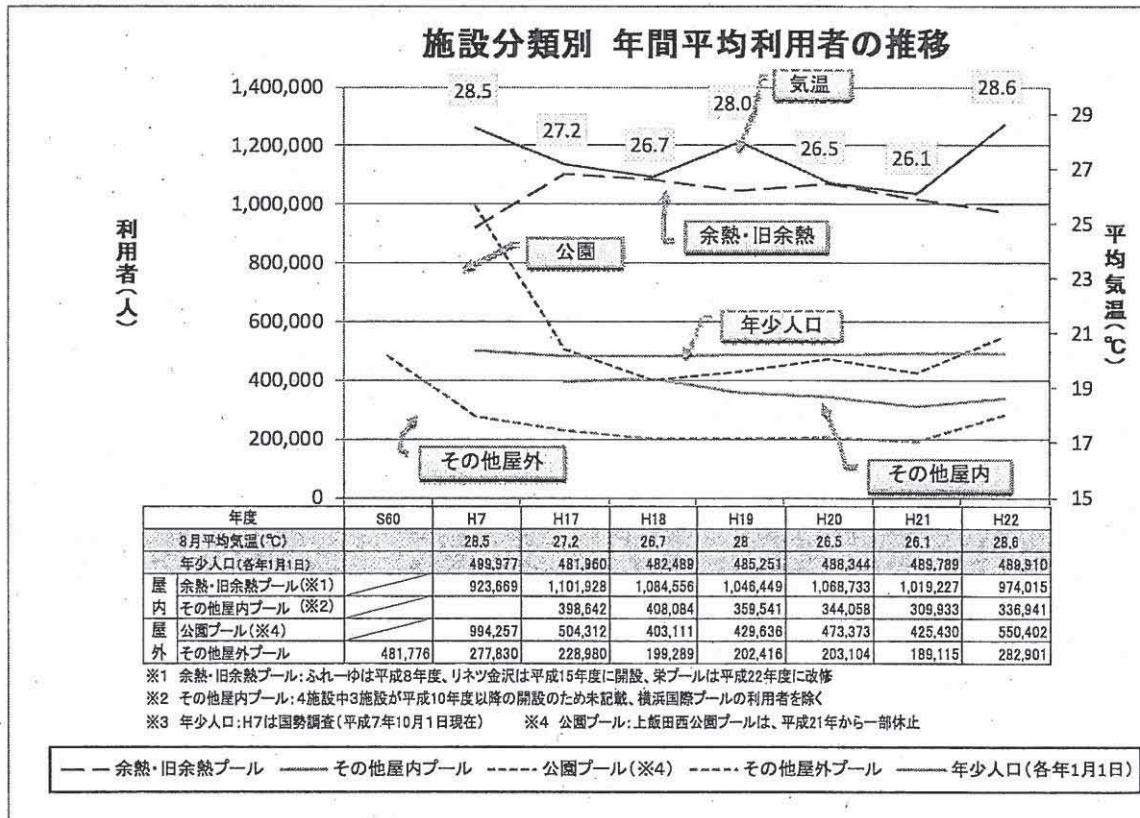 施設分類別 年間平均利用者の推移
1,400,000
1,200,000
1,000,000
800,000
600,000
400,000
200,000
0
利用者(人)
28.5
27.2
26.7
28.0
26.5
26.1
28.6
気温
余熱・旧余熱
公園
年少人口
その他屋外
その他屋内
29
27
25
23
21
19
17
15
平均気温(℃)
年度 S60 H7 H17 H18 H19 H20 H21 H22
8月平均気温(℃) 28.5 27.2 26.7 28 26.5 26.1 28.6
年少人口(各年1月1日) 499,977 481,960 482,489 485,251 488,344 489,789 489,910
屋内 余熱・旧余熱プール(※1) 923,669 1,101,928 1,084,556 1,046,449 1,068,733 1,019,227 974,015
その他屋内プール (※2) 398,642 408,084 359,541 344,058 309,933 336,941
屋外 公園プール(※4) 994,257 504,312 403,111 429,636 473,373 425,430 550,402
その他屋外プール 481,776 277,830 228,980 199,289 202,416 203,104 189,115 282,901
※1 余熱・旧余熱プール:ふれーゆは平成8年度、リネツ金沢は平成15年度に開設、栄プールは平成22年度に改修
※2 その他屋内プール:4施設中3施設が平成10年度以降の開設のため未記載、横浜国際プールの利用者を除く
※3 年少人口:H7は国勢調査(平成7年10月1日現在) ※4 公園プール:上飯田西公園プールは、平成21年から一部休止
余熱・旧余熱プール その他屋内プール 公園プール(※4) その他屋外プール 年少人口(各年1月1日)